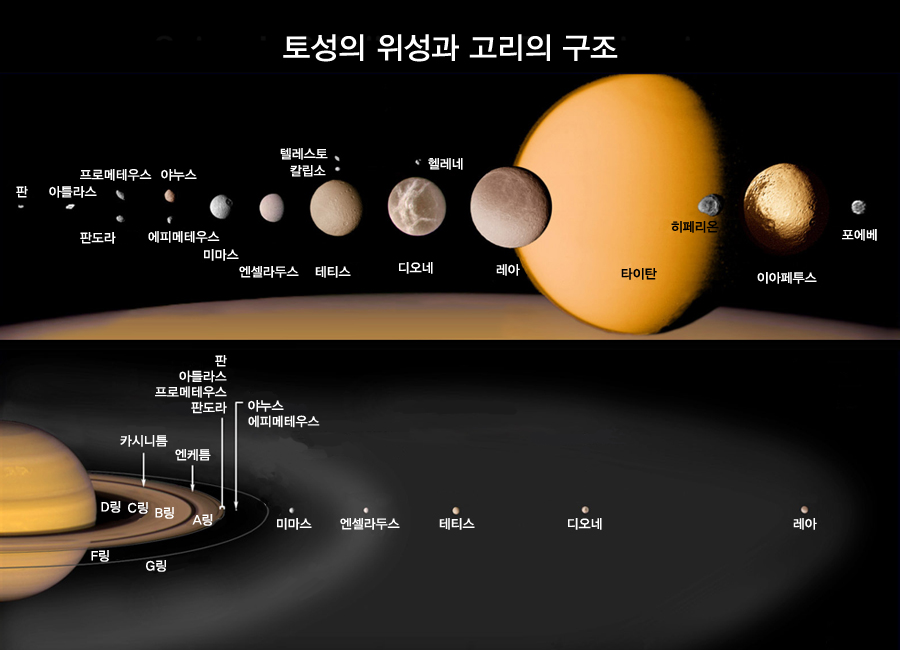 토성의 위성과 고리의 구조
텔레스토
칼립소
헬레네
프로메테우스
야누스
판
아틀라스
판도라
에피메테우스
미마스
엔셀라두스
테티스
디오네
레아
타이탄
히페리온
이아페투스
포에베
판
아틀라스
프로메테우스
판도라
야누스
에피메테우스
카시니틈
엔케틈
D링
C링
B링
A링
F링
G링
미마스
엔셀라두스
테티스
디오네
레아